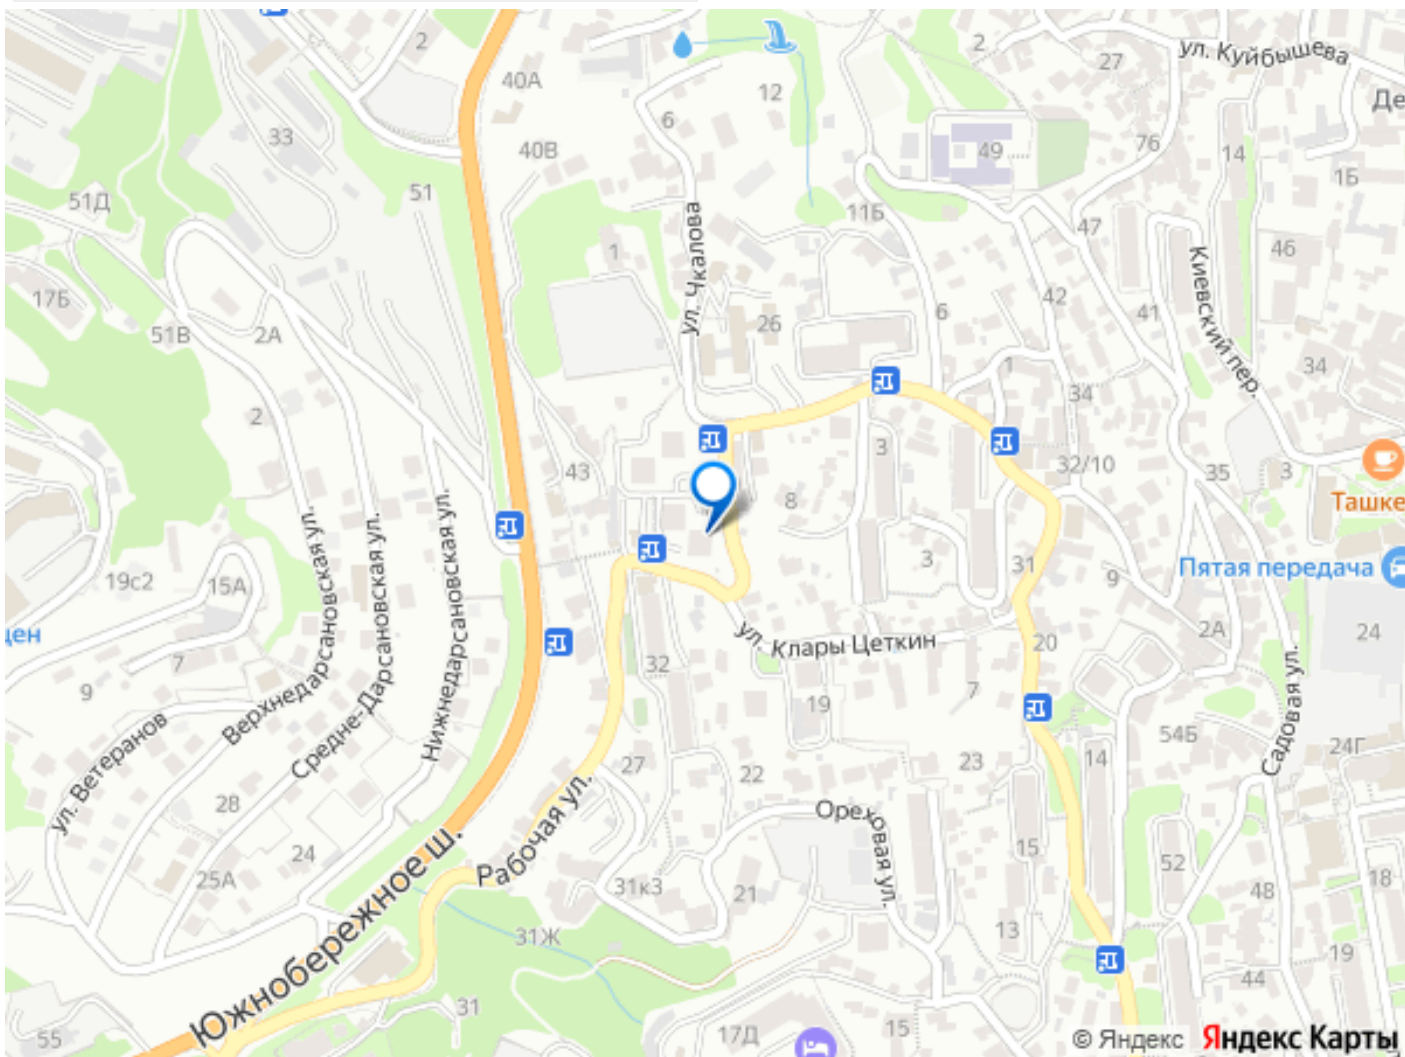 2
40А
12
2
27
ул. Куйбышева
Де
33
6
40В
49
76
14
1Б
51Д
51
11Б
47
ул. Чкалова
1
46
17Б
Киевский пер.
42
51В
2А
26
6
41
1
34
2
34
3
43
32/10
35
3
8
Ташке
Верхнедарсановская ул.
Средне-Дарсановская ул.
Нижнедарсановская ул.
19с2
15А
3
31
9
Пятая передача
цен
ул. Клары Цеткин
20
2А
24
7
9
32
7
19
Садовая ул.
ул. Ветеранов
54Б
24Г
27
22
23
14
28
Ореховая ул.
Рабочая ул.
24
15
52
25А
31к3
21
48
18
Южнобережное ш.
31Ж
13
19
44
31
55
17Д
15
© Яндекс Яндекс Карты